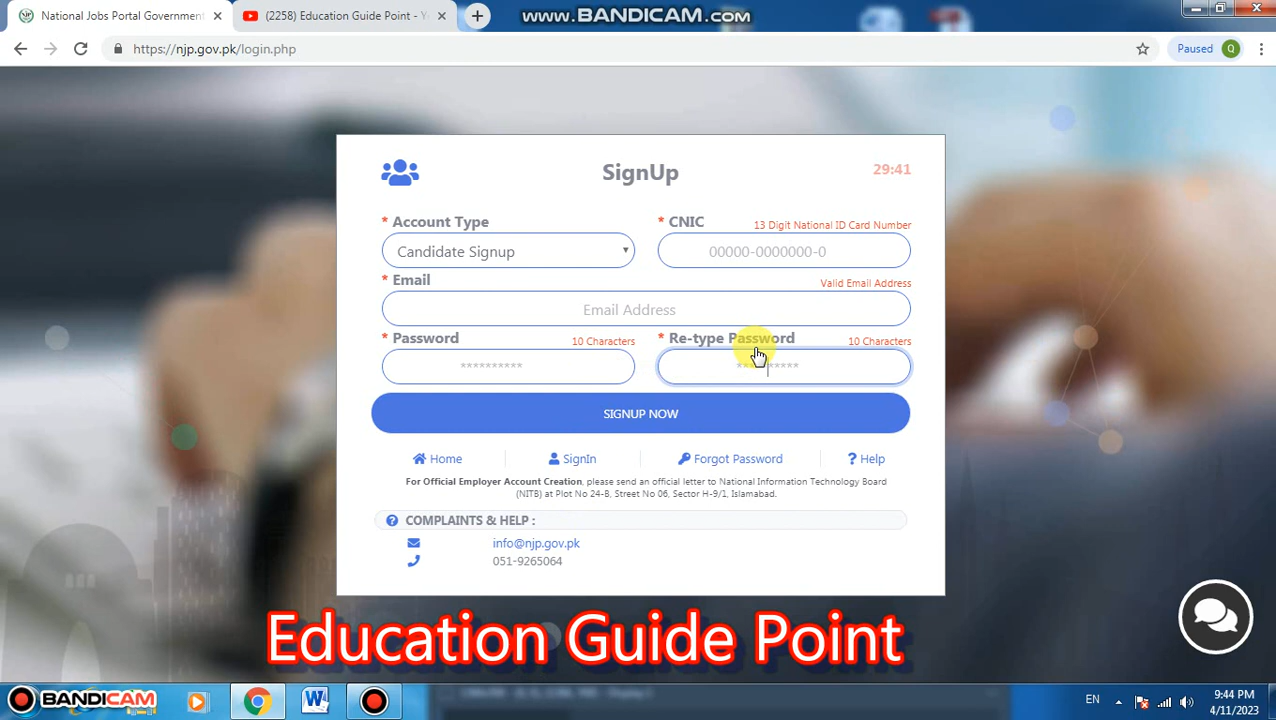 National Jobs Portal Government
(2258) Education Guide Point - Y
www.BANDICAM.com
https://njp.gov.pk/login.php
Paused Q
SignUp
29:41
* Account Type
* CNIC 13 Digit National ID Card Number
Candidate Signup
00000-0000000-0
* Email Valid Email Address
Email Address
* Password 10 Characters
* Re-type Password 10 Characters
**********
**********
SIGNUP NOW
Home
SignIn
Forgot Password
Help
For Official Employer Account Creation, please send an official letter to National Information Technology Board
(NITB) at Plot No 24-B, Street No 06, Sector H-9/1, Islamabad.
COMPLAINTS & HELP :
info@njp.gov.pk
051-9265064
Education Guide Point
BANDICAM
EN
9:44 PM
4/11/2023